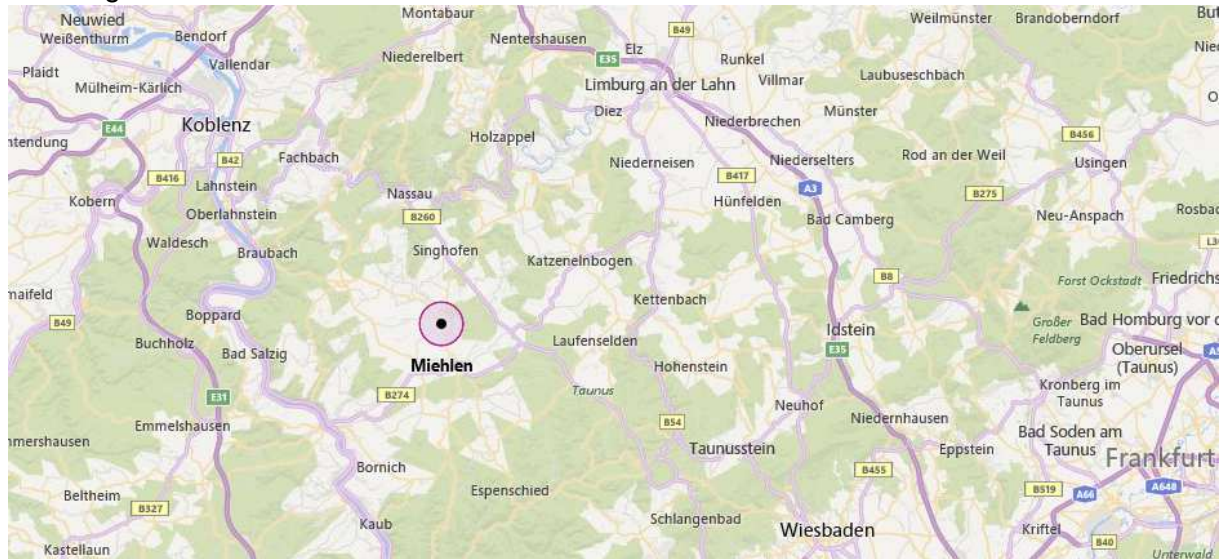 Neuwied
Weißenthurm
Bendorf
Montabaur
Nentershausen
Elz
B49
Runkel
Weilmünster
Brandoberndorf
Plaidt
Vallendar
Niederelbert
E35
Limburg an der Lahn
Villmar
Laubuseschbach
Mülheim-Kärlich
Diez
Münster
Koblenz
Holzappel
Niederbrechen
E44
ntendung
B42
Fachbach
Niederneisen
Niederselters
Rod an der Weil
B456
Usingen
B416
Lahnstein
Nassau
B417
A3
B275
Kobern
Oberlahnstein
B260
Hünfelden
Bad Camberg
Neu-Anspach
Rosba
Waldesch
Braubach
Singhofen
Katzenelnbogen
B8
Forst Ockstadt
Friedrichs
maifeld
B49
Boppard
Kettenbach
Großer
Feldberg
Bad Homburg vor
Buchholz
Bad Salzig
Miehlen
Laufenselden
Idstein
E35
Oberursel
(Taunus)
Hohenstein
E31
B274
Taunus
Neuhof
Kronberg im
Taunus
Emmelshausen
B54
Niedernhausen
mmershausen
Taunusstein
Eppstein
Bad Soden am
Taunus
Frankfurt
Bornich
B455
Beltheim
B327
Espenschied
B519
A66
A648
Kaub
Schlangenbad
Wiesbaden
Kriftel
B40
Kastellaun
Unterwald